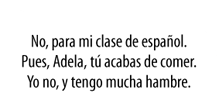 No, para mi clase de español.
Pues, Adela, tú acabas de comer.
Yo no, y tengo mucha hambre.